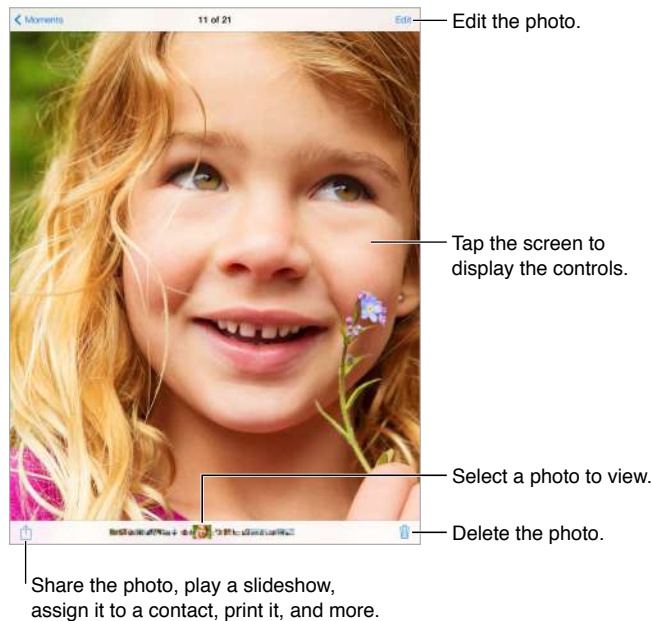 Moments
11 of 21
Edit
Edit the photo.
Tap the screen to
display the controls.
Select a photo to view.
Delete the photo.
Share the photo, play a slideshow,
assign it to a contact, print it, and more.